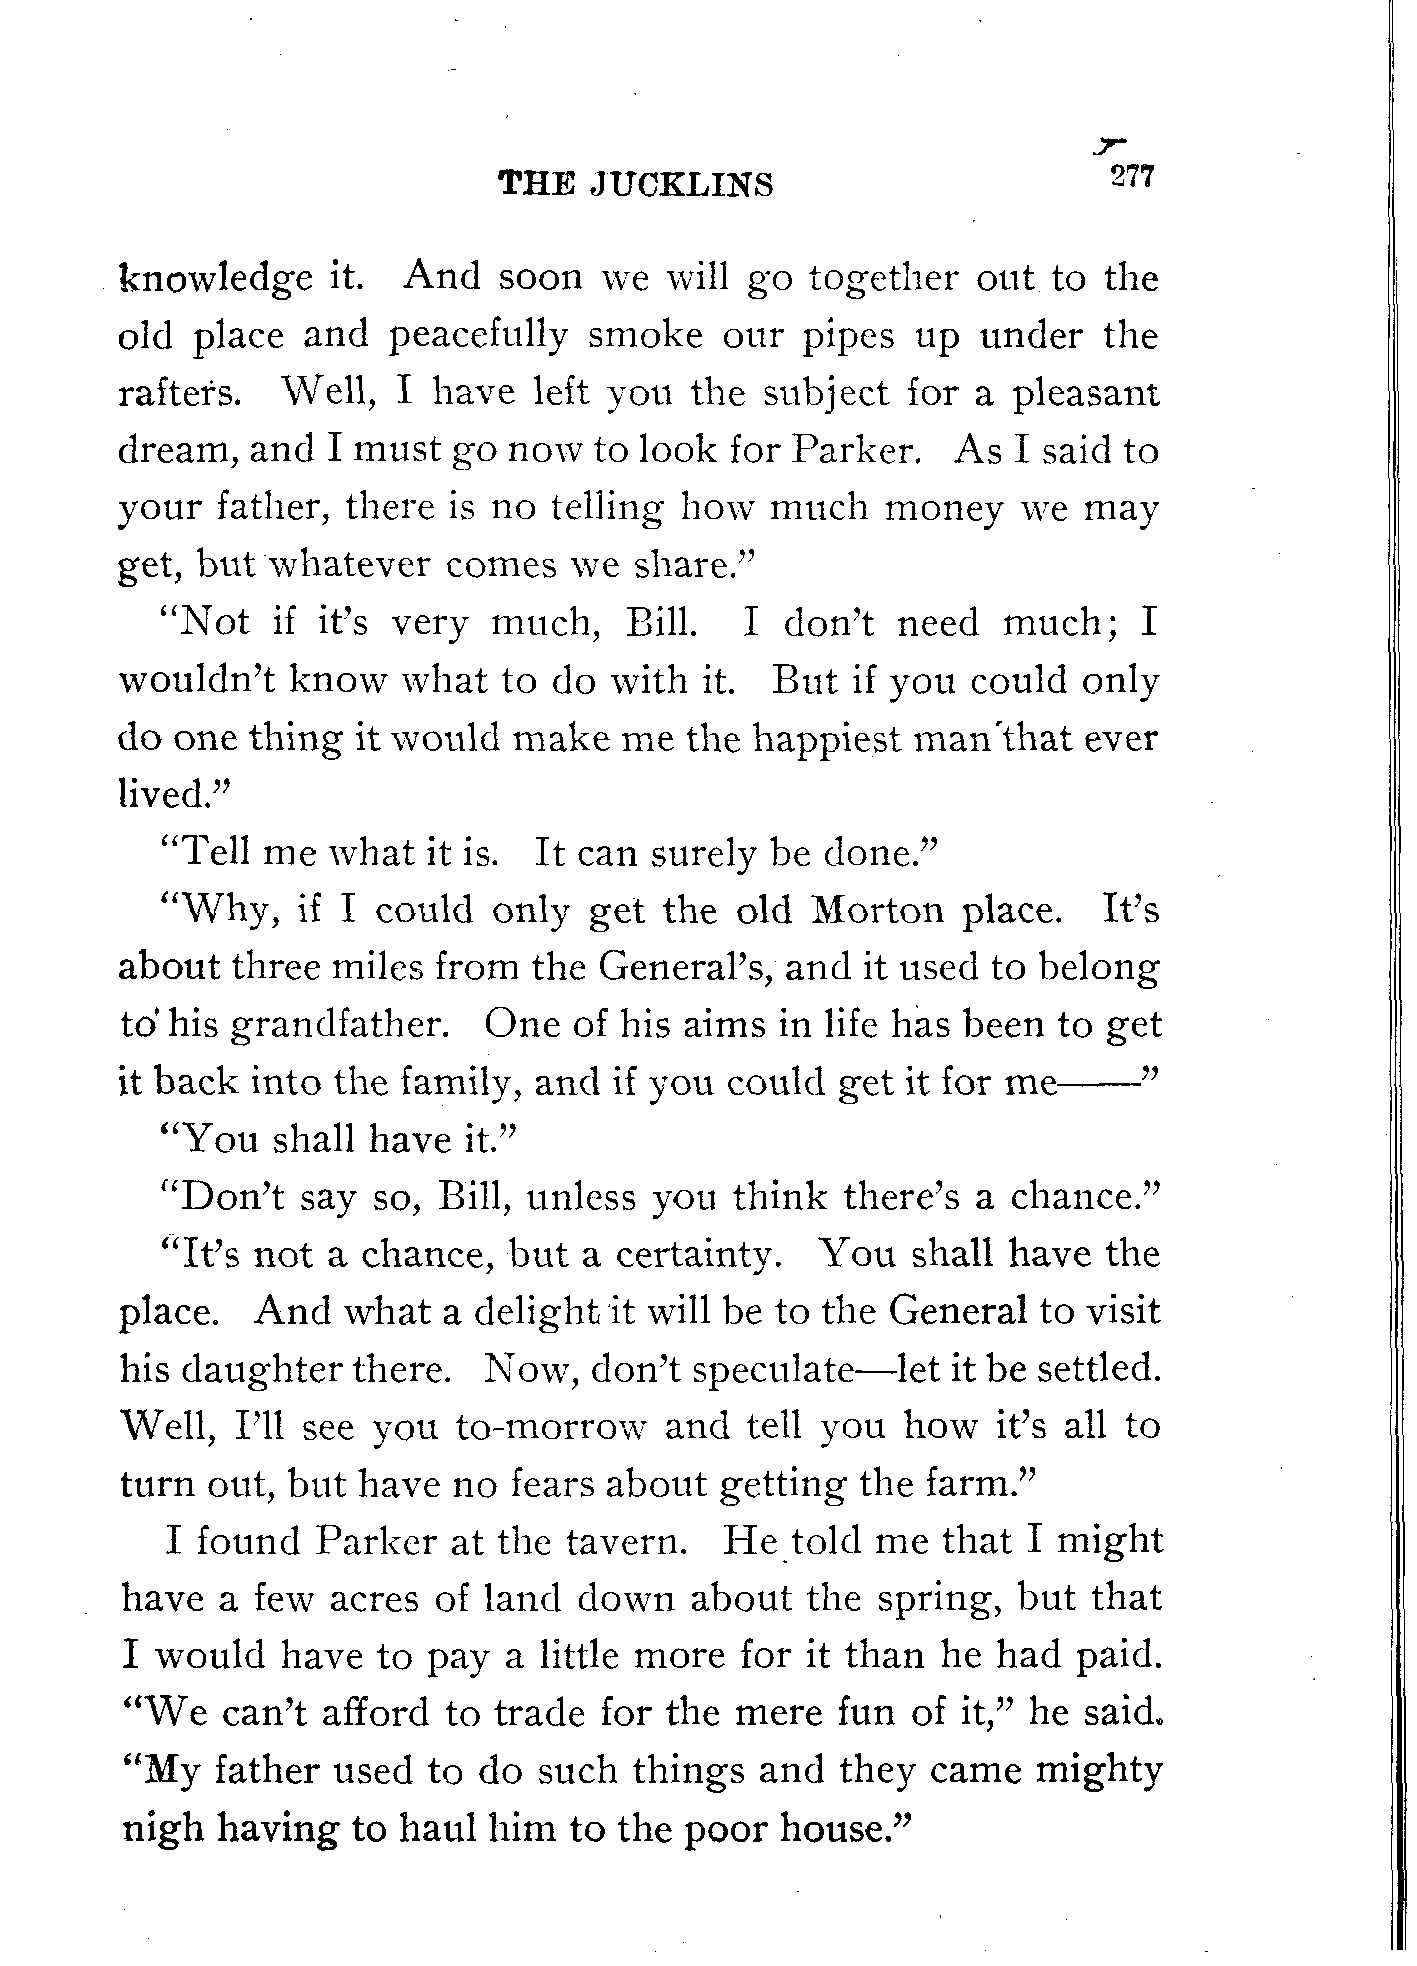 THE JUCKLINS 277
knowledge it. And soon we will go together out to the
old place and peacefully smoke our pipes up under the
rafters. Well, I have left you the subject for a pleasant
dream, and I must go now to look for Parker. As I said to
your father, there is no telling how much money we may
get, but whatever comes we share.”
“Not if it’s very much, Bill. I don’t need much; I
wouldn’t know what to do with it. But if you could only
do one thing it would make me the happiest man that ever
lived.”
“Tell me what it is. It can surely be done.”
“Why, if I could only get the old Morton place. It’s
about three miles from the General’s, and it used to belong
to his grandfather. One of his aims in life has been to get
it back into the family, and if you could get it for me——”
“You shall have it.”
“Don’t say so, Bill, unless you think there’s a chance.”
“It’s not a chance, but a certainty. You shall have the
place. And what a delight it will be to the General to visit
his daughter there. Now, don’t speculate—let it be settled.
Well, I’ll see you to-morrow and tell you how it’s all to
turn out, but have no fears about getting the farm.”
I found Parker at the tavern. He told me that I might
have a few acres of land down about the spring, but that
I would have to pay a little more for it than he had paid.
“We can’t afford to trade for the mere fun of it,” he said.
“My father used to do such things and they came mighty
nigh having to haul him to the poor house.”